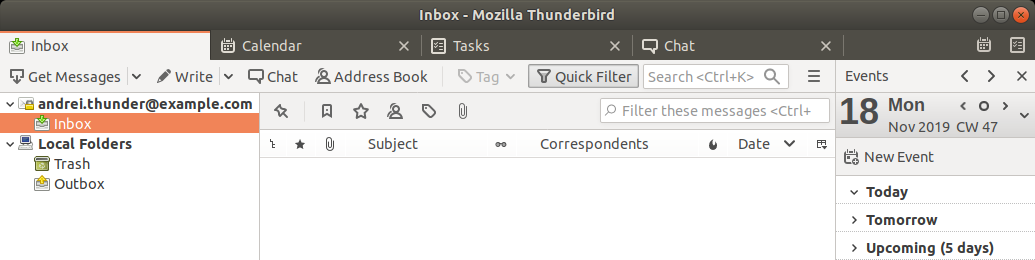 Inbox - Mozilla Thunderbird
Inbox Calendar Tasks Chat
Get Messages Write Chat Address Book Tag Quick Filter Search <Ctrl+K> Events
andrei.thunder@example.com
Inbox
Local Folders
Trash
Outbox
Filter these messages <Ctrl+
Subject Correspondents Date
18 Mon
Nov 2019 CW 47
New Event
Today
Tomorrow
Upcoming (5 days)